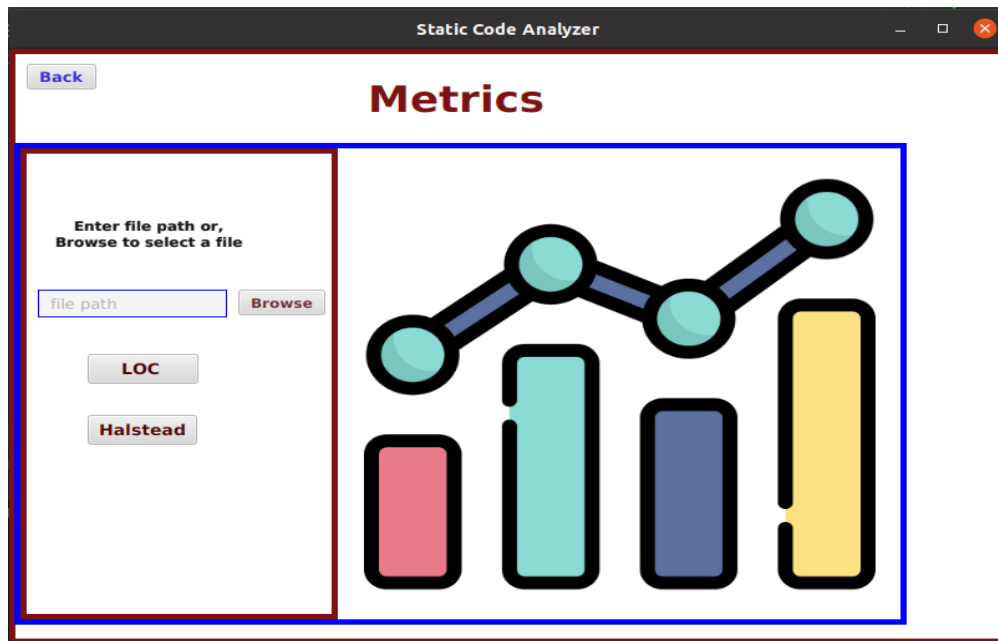 Static Code Analyzer
Back
Metrics
Enter file path or,
Browse to select a file
file path
Browse
LOC
Halstead